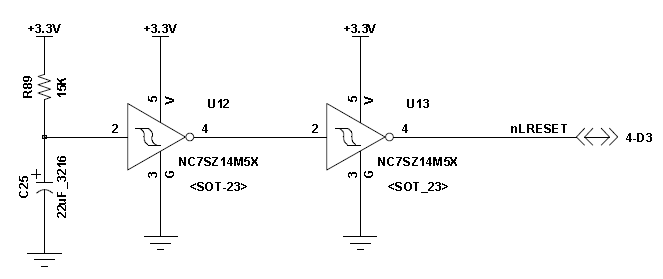 +3.3V
+3.3V
+3.3V
R89
15K
5
V
U12
2
4
NC7SZ14M5X
<SOT-23>
3
G
5
V
U13
2
4
NC7SZ14M5X
<SOT_23>
3
G
nLRESET
4-D3
+
C25
22uF_3216